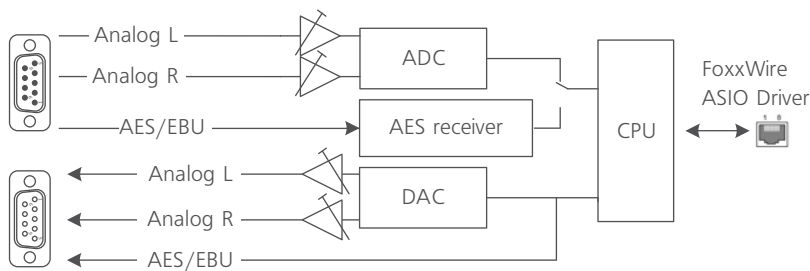 Analog L
Analog R
AES/EBU
ADC
AES receiver
CPU
FoxxWire
ASIO Driver
Analog L
Analog R
AES/EBU
DAC